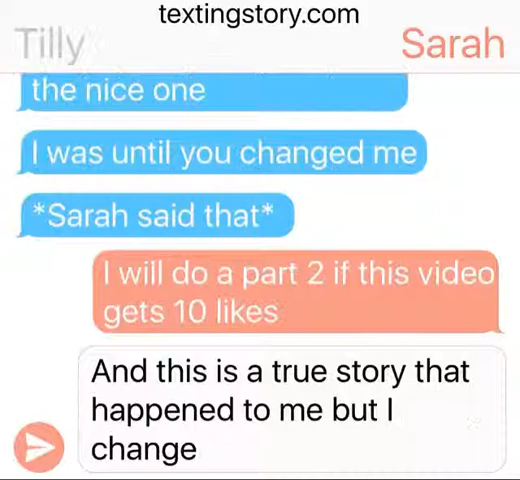 textingstory.com
Tilly
Sarah
the nice one
I was until you changed me
*Sarah said that*
I will do a part 2 if this video
gets 10 likes
And this is a true story that
happened to me but I
change